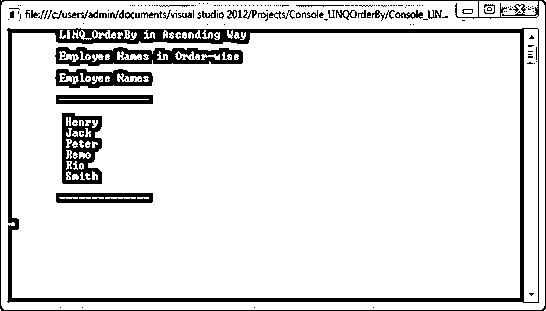 file:///c:/users/admin/documents/visual studio 2012/Projects/Console_LINQOrderBy/Console_LIN...
LINQ_OrderBy in Ascending Way
Employee Names in Order-wise
Employee Names
--------------
Henry
Jack
Peter
Remo
Rio
Smith
--------------